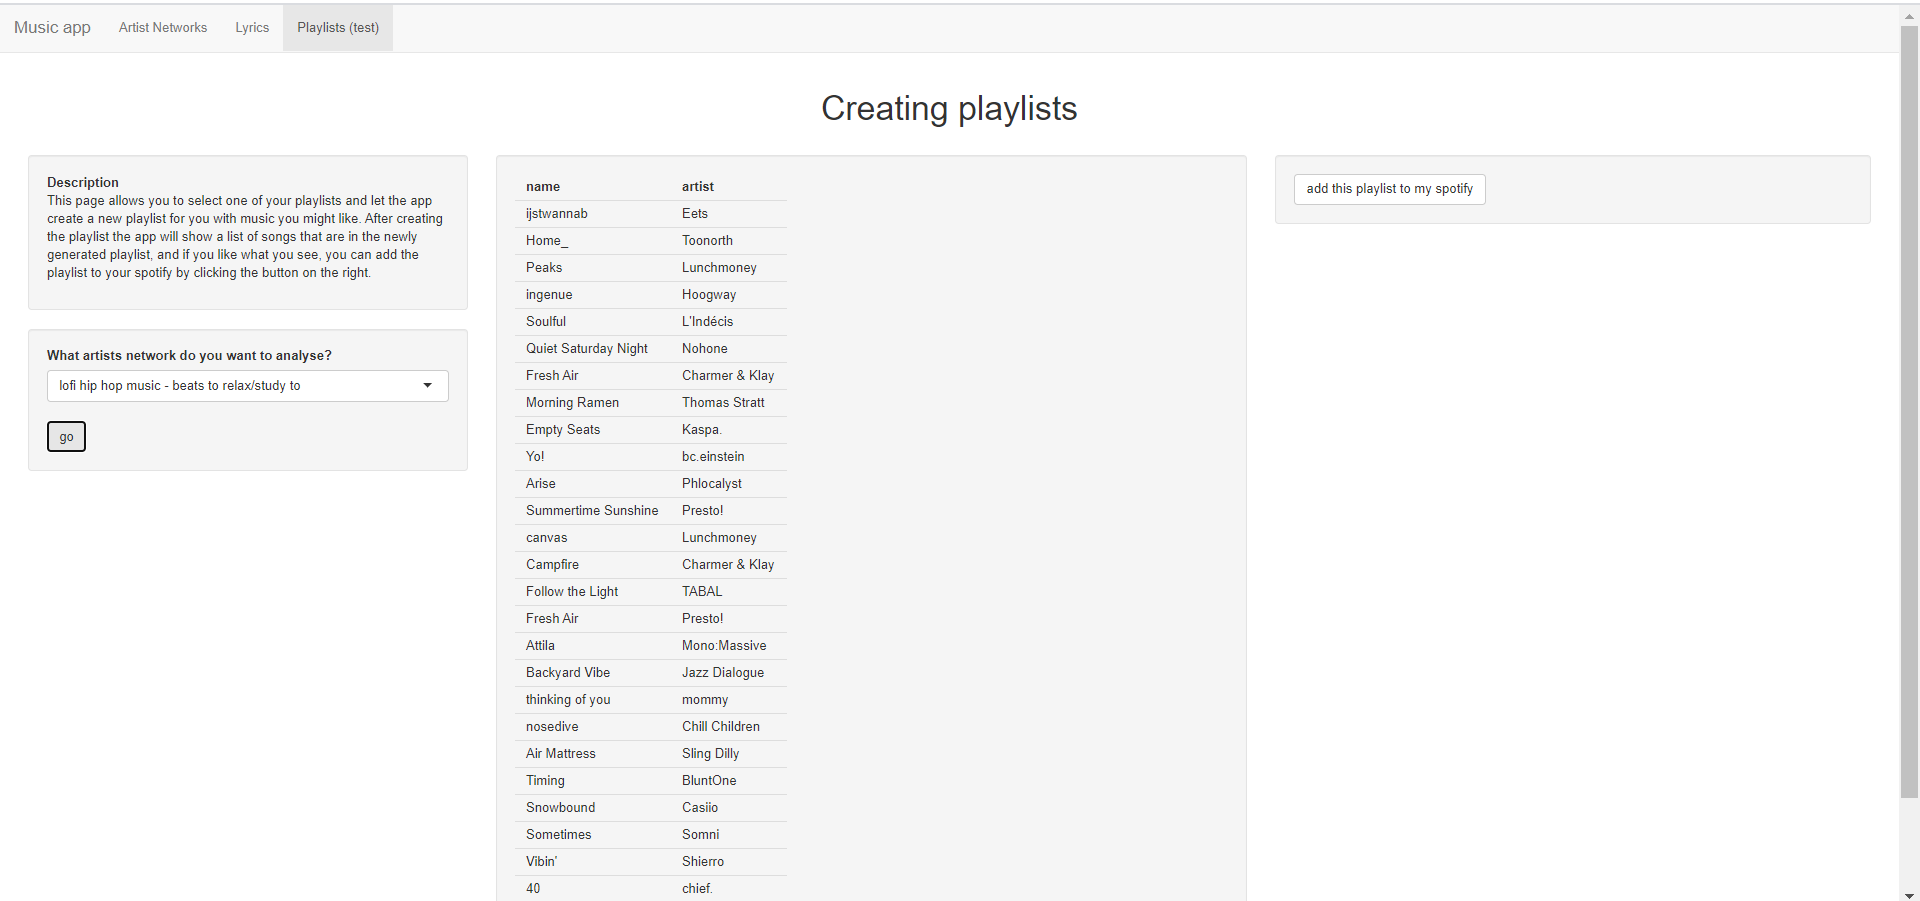 Music app Artist Networks Lyrics Playlists (test)
Creating playlists
Description
This page allows you to select one of your playlists and let the app
create a new playlist for you with music you might like. After creating
the playlist the app will show a list of songs that are in the newly
generated playlist, and if you like what you see, you can add the
playlist to your spotify by clicking the button on the right.
What artists network do you want to analyse?
lofi hip hop music - beats to relax/study to
go
name artist
ijstwannab Eets
Home_ Toonorth
Peaks Lunchmoney
ingenue Hoogway
Soulful L'Indécis
Quiet Saturday Night Nohone
Fresh Air Charmer & Klay
Morning Ramen Thomas Stratt
Empty Seats Kaspa.
Yo! bc.einstein
Arise Phlocalyst
Summertime Sunshine Presto!
canvas Lunchmoney
Campfire Charmer & Klay
Follow the Light TABAL
Fresh Air Presto!
Attila Mono:Massive
Backyard Vibe Jazz Dialogue
thinking of you mommy
nosedive Chill Children
Air Mattress Sling Dilly
Timing BluntOne
Snowbound Casiio
Sometimes Somni
Vibin' Shierro
40 chief.
add this playlist to my spotify